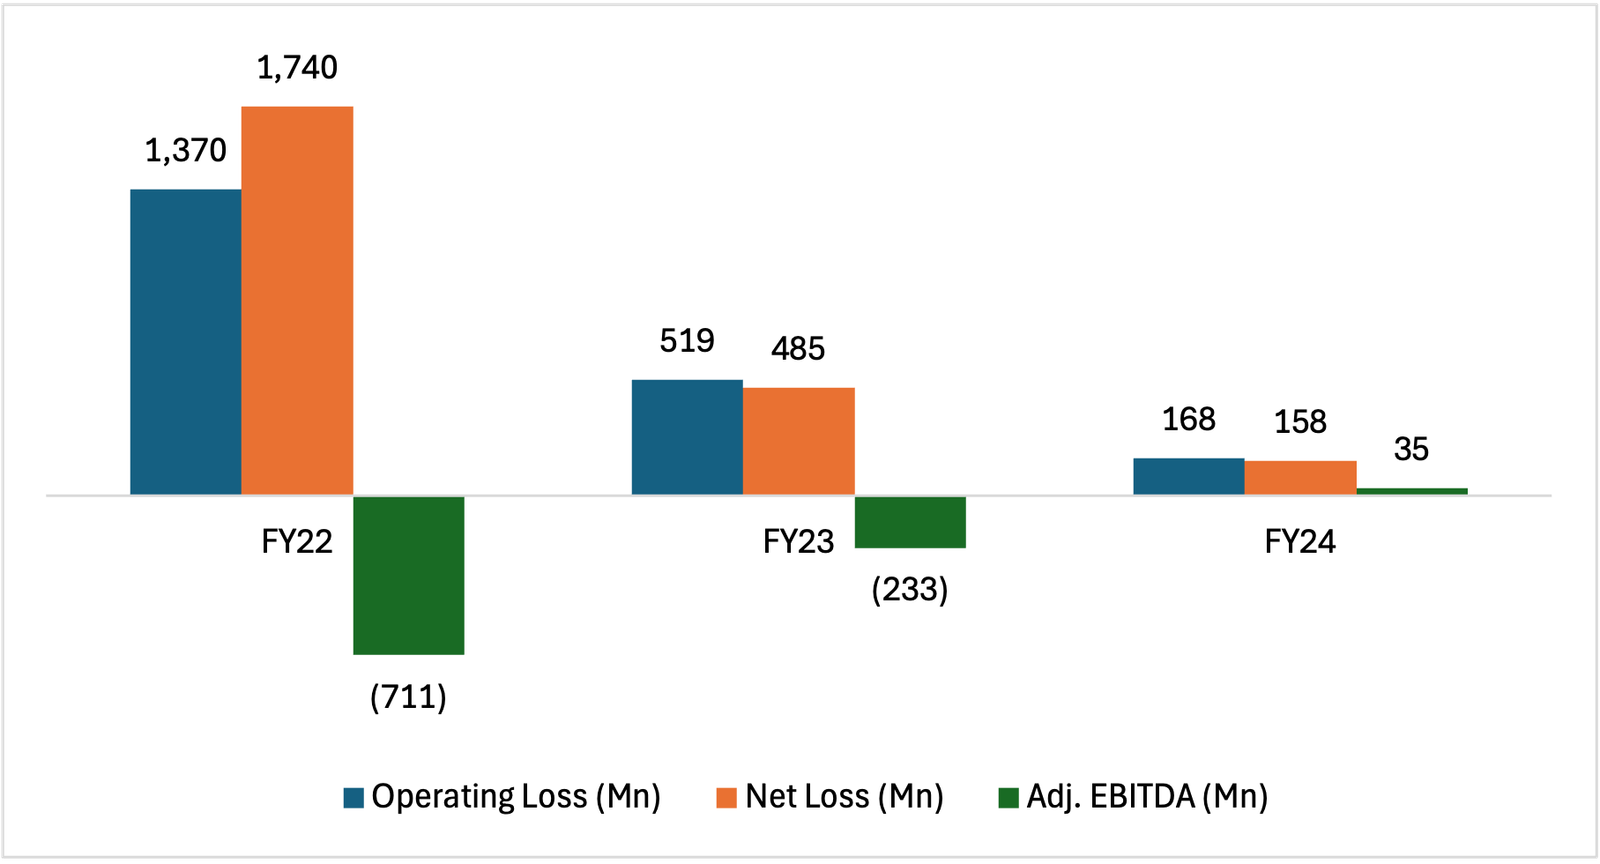 1,740
1,370
519
485
168
158
35
FY22
FY23
FY24
(233)
(711)
Operating Loss (Mn)
Net Loss (Mn)
Adj. EBITDA (Mn)